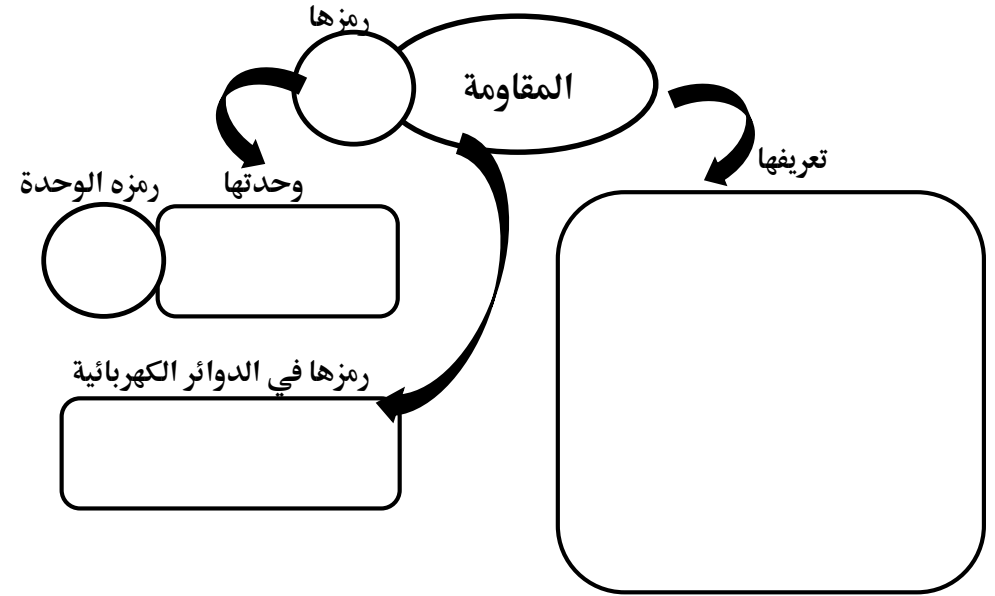 رمزها
المقاومة
تعريفها
وحدتها
رمزه الوحدة
رمزها في الدوائر الكهربائية